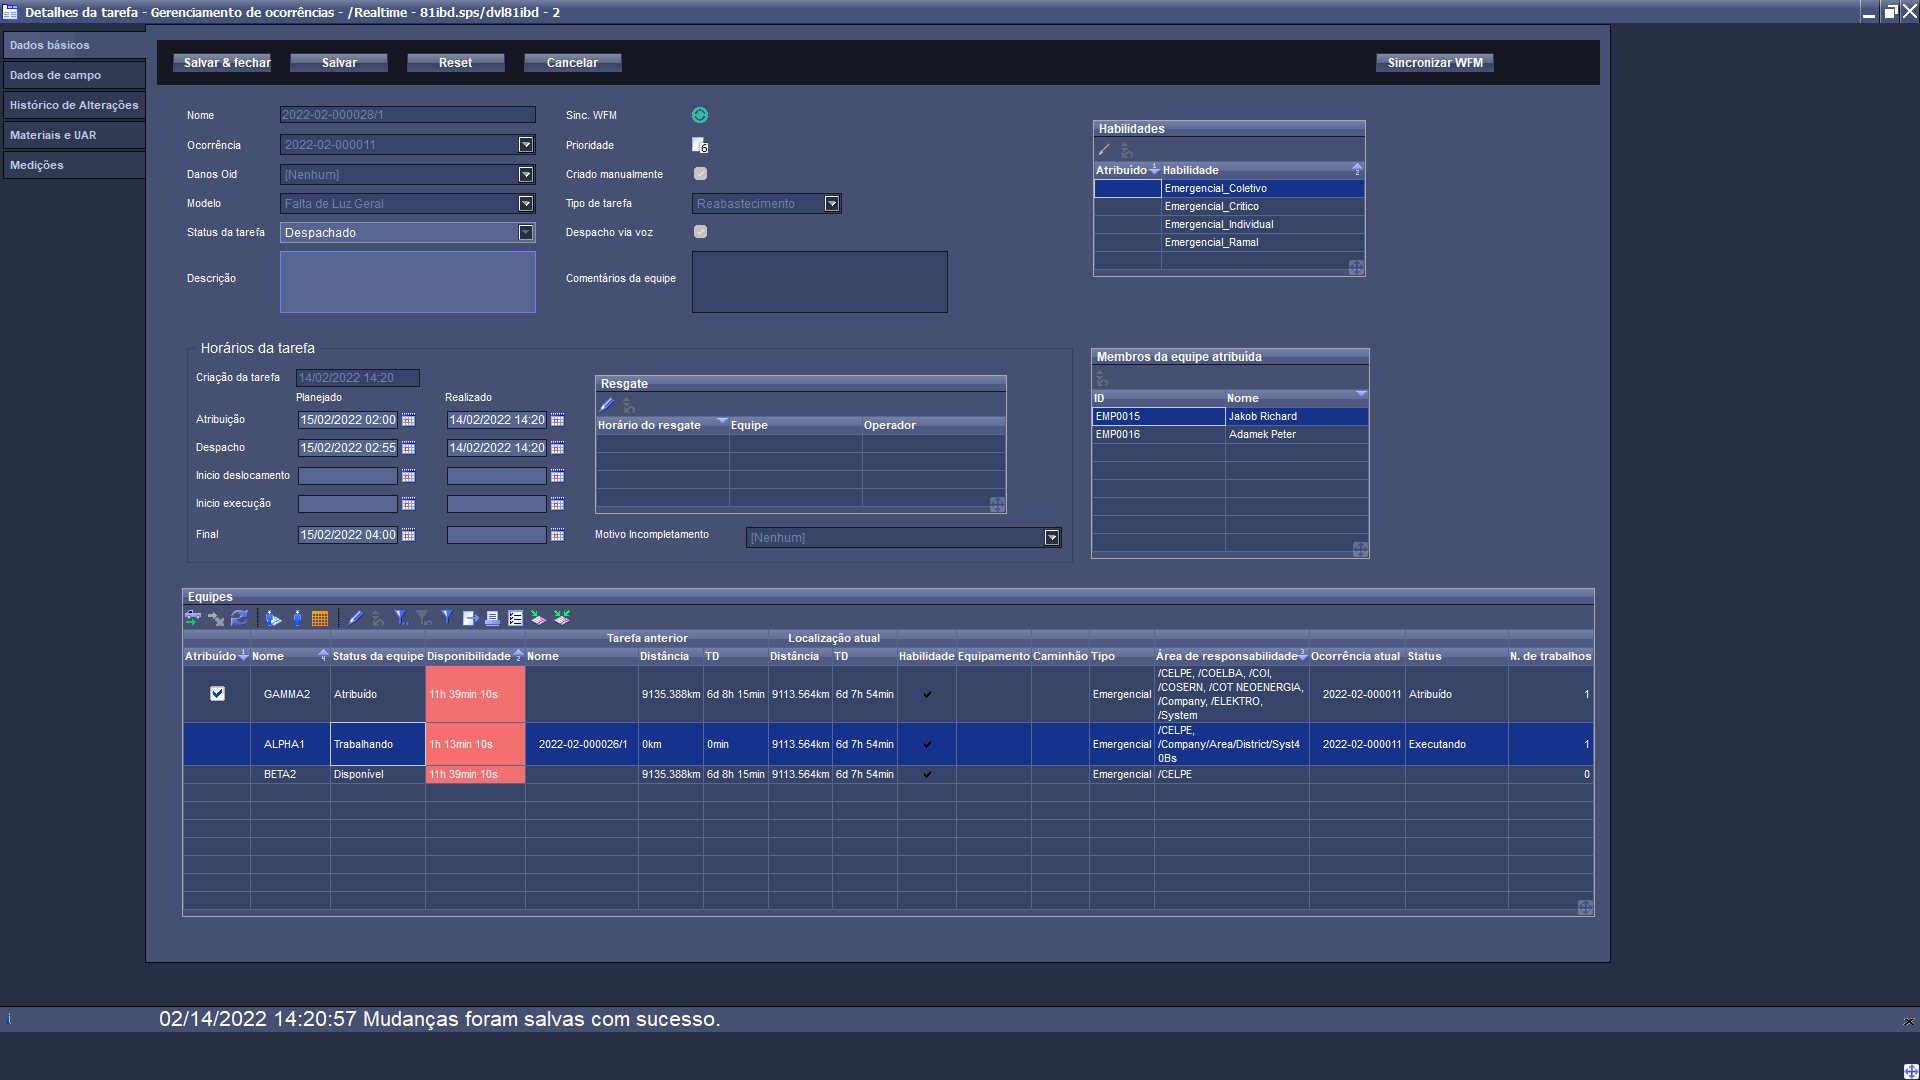 Detalhes da tarefa - Gerenciamento de ocorrências - /Realtime - 81ibd.sps/dvl81ibd - 2
Dados básicos
Dados de campo
Histórico de Alterações
Materiais e UAR
Medições
Salvar & fechar
Salvar
Reset
Cancelar
Sincronizar WFM
Nome
2022-02-000028/1
Ocorrência
2022-02-000011
Danos Oid
[Nenhum]
Modelo
Falta de Luz Geral
Status da tarefa
Despachado
Descrição
Sinc. WFM
Prioridade
6
Criado manualmente
Tipo de tarefa
Reabastecimento
Despacho via voz
Comentários da equipe
Habilidades
Atribuído 1 Habilidade 2
Emergencial_Coletivo
Emergencial_Critico
Emergencial_Individual
Emergencial_Ramal
Horários da tarefa
Criação da tarefa 14/02/2022 14:20
Planejado Realizado
Atribuição 15/02/2022 02:00 14/02/2022 14:20
Despacho 15/02/2022 02:55 14/02/2022 14:20
Inicio deslocamento
Inicio execução
Final 15/02/2022 04:00
Resgate
Horário do resgate Equipe Operador
Motivo Incompletamento [Nenhum]
Membros da equipe atribuída
ID Nome
EMP0015 Jakob Richard
EMP0016 Adamek Peter
Equipes
Tarefa anterior Localização atual
Atribuído 1 Nome 4 Status da equipe Disponibilidade 2 Nome Distância TD Distância TD Habilidade Equipamento Caminhão Tipo Área de responsabilidade 3 Ocorrência atual Status N. de trabalhos
GAMMA2 Atribuído 11h 39min 10s 9135.388km 6d 8h 15min 9113.564km 6d 7h 54min Emergencial /CELPE, /COELBA, /COI,
/COSERN, /COT NEOENERGIA,
/Company, /ELEKTRO,
/System
2022-02-000011 Atribuído 1
ALPHA1 Trabalhando 1h 13min 10s 2022-02-000026/1 0km 0min 9113.564km 6d 7h 54min Emergencial /CELPE,
/Company/Area/District/Syst4
0Bs
2022-02-000011 Executando 1
BETA2 Disponível 11h 39min 10s 9135.388km 6d 8h 15min 9113.564km 6d 7h 54min Emergencial /CELPE 0
02/14/2022 14:20:57 Mudanças foram salvas com sucesso.